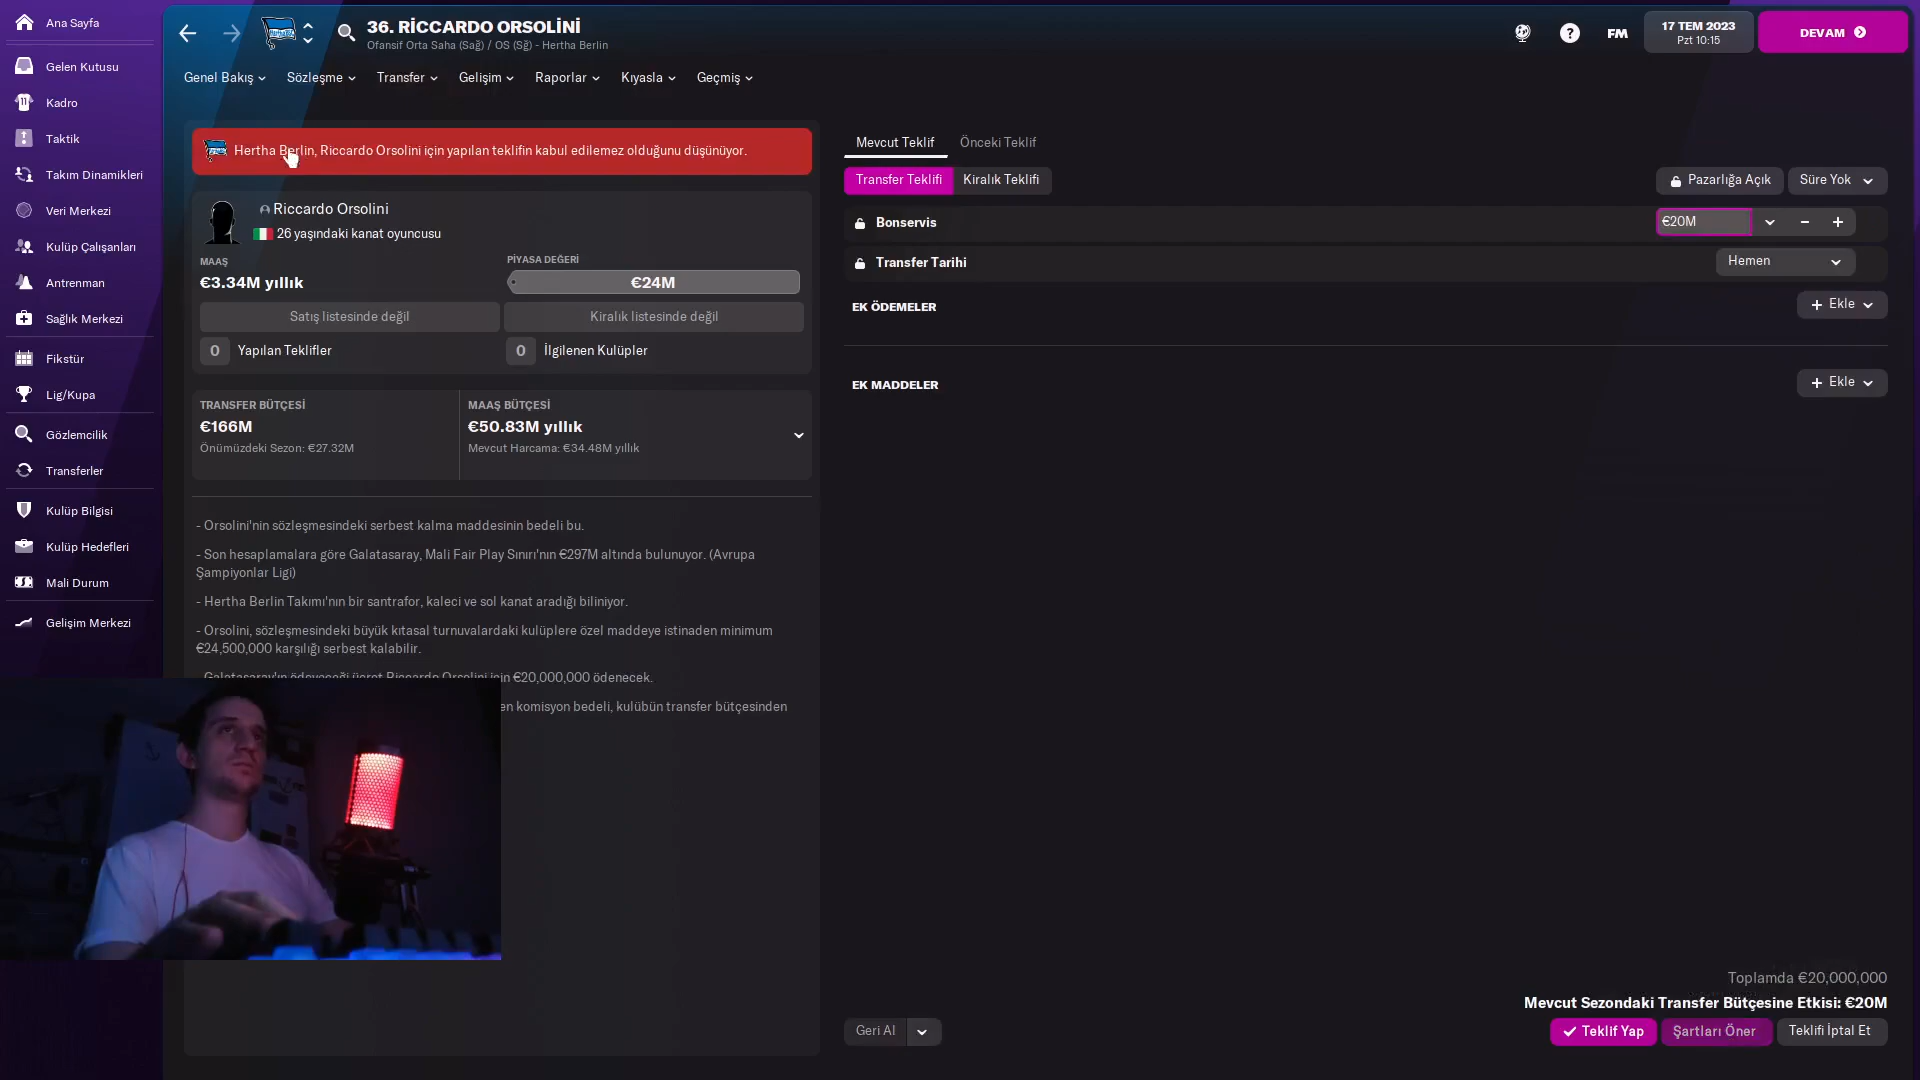 Ana Sayfa
Gelen Kutusu
Kadro
Taktik
Takım Dinamikleri
Veri Merkezi
Kulüp Çalışanları
Antrenman
Sağlık Merkezi
Fikstür
Lig/Kupa
Gözlemcilik
Transferler
Kulüp Bilgisi
Kulüp Hedefleri
Mali Durum
Gelişim Merkezi
36. RİCCARDO ORSOLİNİ
Ofansif Orta Saha (Sağ) / OS (Sğ) - Hertha Berlin
FM
17 TEM 2023
Pzt 10:15
DEVAM
Genel Bakış
Sözleşme
Transfer
Gelişim
Raporlar
Kıyasla
Geçmiş
Hertha Berlin, Riccardo Orsolini için yapılan teklifin kabul edilemez olduğunu düşünüyor.
Riccardo Orsolini
26 yaşındaki kanat oyuncusu
MAAŞ
€3.34M yıllık
PİYASA DEĞERİ
€24M
Satış listesinde değil
Kiralık listesinde değil
0 Yapılan Teklifler
0 İlgilenen Kulüpler
TRANSFER BÜTÇESİ
€166M
Önümüzdeki Sezon: €27.32M
MAAŞ BÜTÇESİ
€50.83M yıllık
Mevcut Harcama: €34.48M yıllık
- Orsolini'nin sözleşmesindeki serbest kalma maddesinin bedeli bu.
- Son hesaplamalara göre Galatasaray, Mali Fair Play Sınırı'nın €297M altında bulunuyor. (Avrupa
Şampiyonlar Ligi)
- Hertha Berlin Takımı'nın bir santrafor, kaleci ve sol kanat aradığı biliniyor.
- Orsolini, sözleşmesindeki büyük kıtasal turnuvalardaki kulüplere özel maddeye istinaden minimum
€24,500,000 karşılığı serbest kalabilir.
- Galatasaray'ın ödeyeceği ücret Riccardo Orsolini için €20,000,000 ödenecek.
en komisyon bedeli, kulübün transfer bütçesinden
Mevcut Teklif
Önceki Teklif
Transfer Teklifi
Kiralık Teklifi
Pazarlığa Açık
Süre Yok
Bonservis
€20M
Transfer Tarihi
Hemen
EK ÖDEMELER
Ekle
EK MADDELER
Ekle
Toplamda €20,000,000
Mevcut Sezondaki Transfer Bütçesine Etkisi: €20M
Geri Al
Teklif Yap
Şartları Öner
Teklifi İptal Et